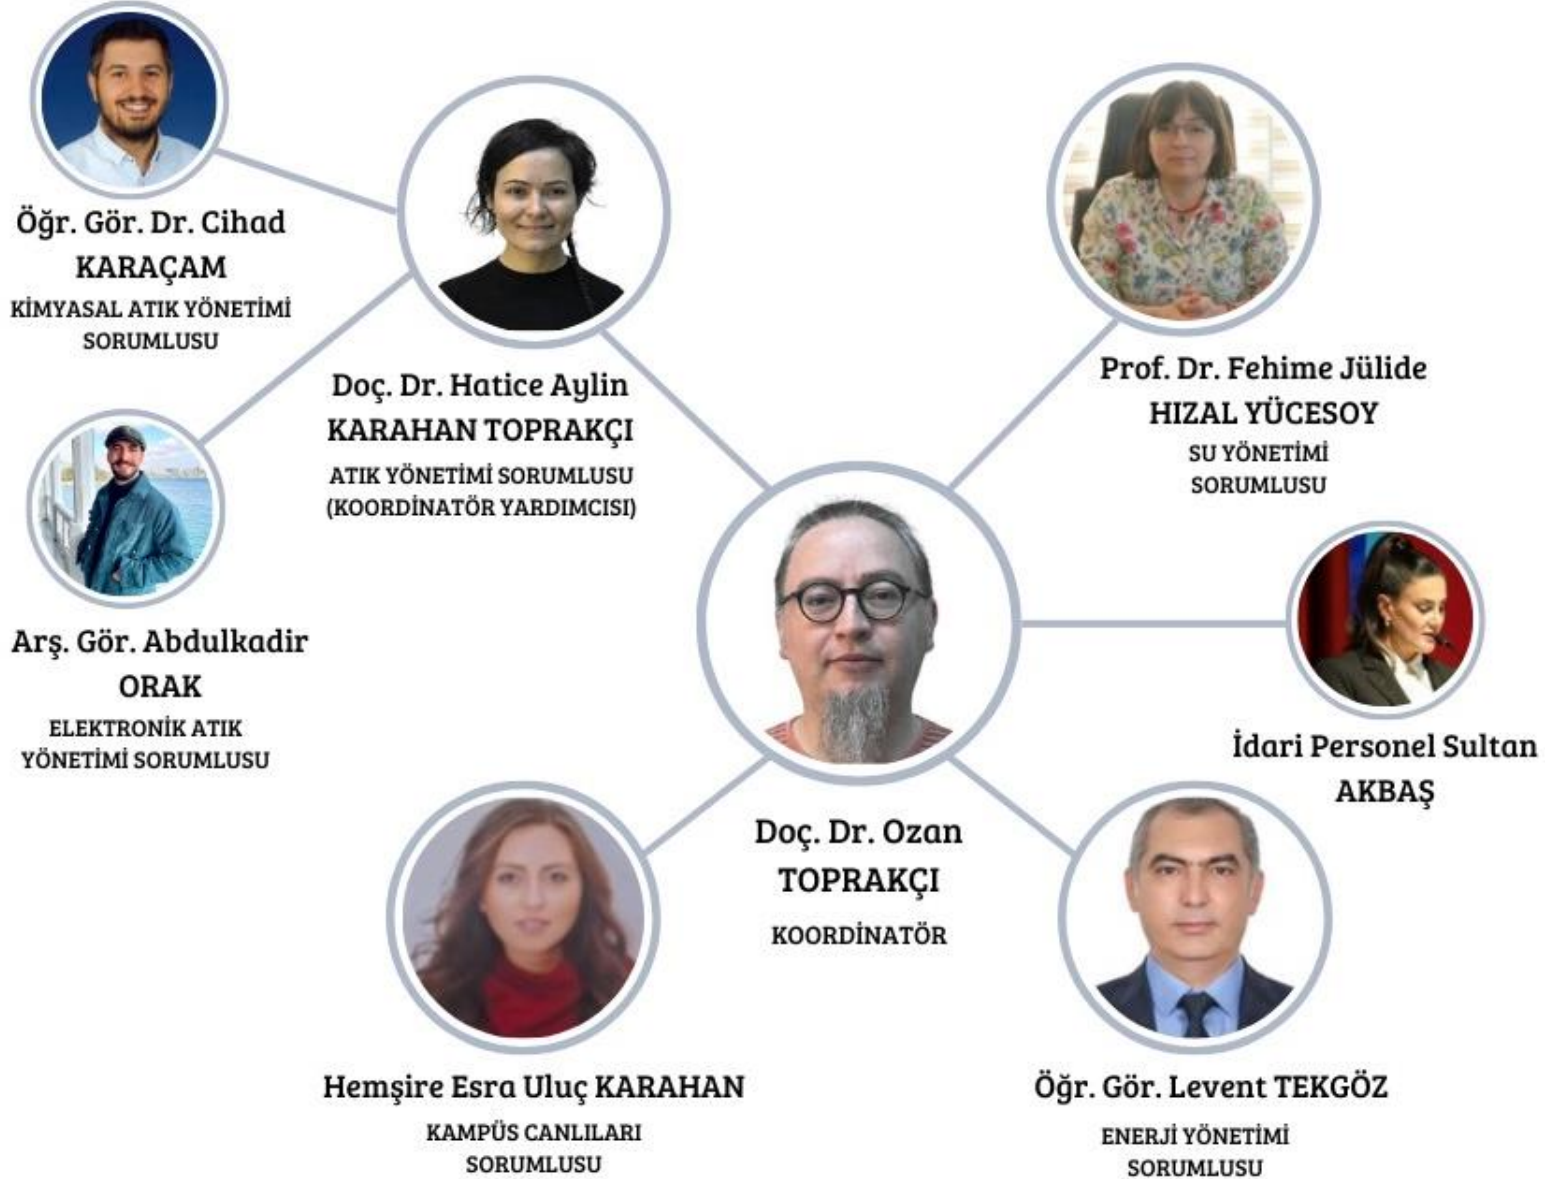 Öğr. Gör. Dr. Cihad
KARAÇAM
KİMYASAL ATIK YÖNETİMİ
SORUMLUSU
Doç. Dr. Hatice Aylin
KARAHAN TOPRAKÇI
ATIK YÖNETİMİ SORUMLUSU
(KOORDİNATÖR YARDIMCISI)
Prof. Dr. Fehime Jülide
HIZAL YÜCESOY
SU YÖNETİMİ
SORUMLUSU
Arş. Gör. Abdulkadir
ORAK
ELEKTRONİK ATIK
YÖNETİMİ SORUMLUSU
İdari Personel Sultan
AKBAŞ
Doç. Dr. Ozan
TOPRAKÇI
KOORDİNATÖR
Hemşire Esra Uluç KARAHAN
KAMPÜS CANLILARI
SORUMLUSU
Öğr. Gör. Levent TEKGÖZ
ENERJİ YÖNETİMİ
SORUMLUSU